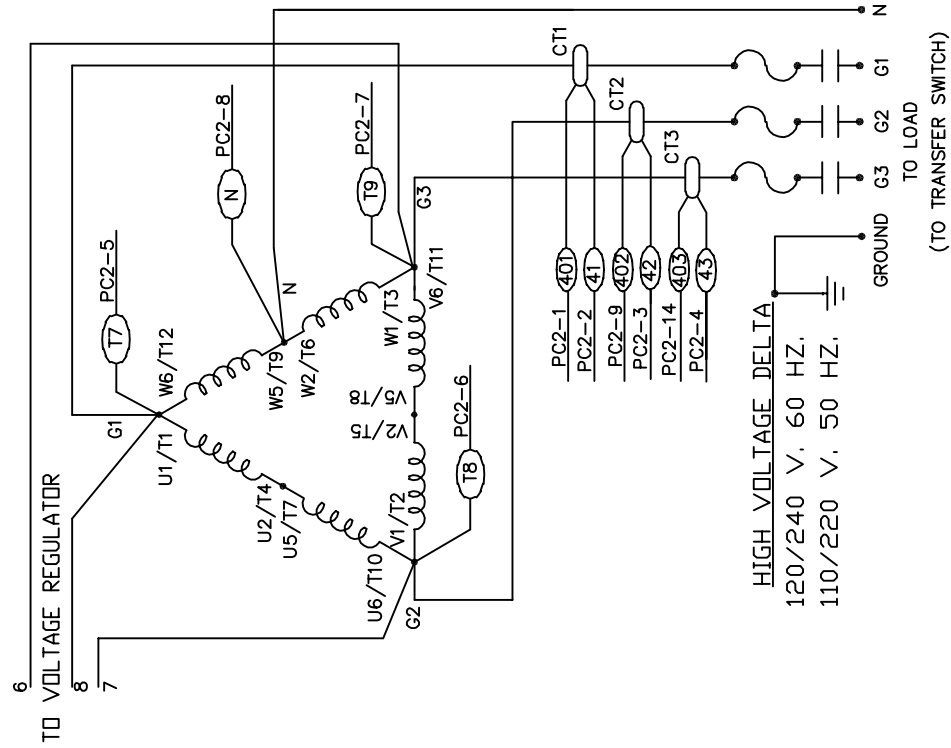 6
TO VOLTAGE REGULATOR
8
7
G1
T7
PC2-5
U1/T1
W6/T12
N
PC2-8
U2/T4
U5/T7
W5/T9
W2/T6
N
T9
PC2-7
U6/T10
V1/T2
V2/T5
V5/T8
W1/T3
V6/T11
G2
T8
PC2-6
G3
CT1
CT2
CT3
PC2-1
401
PC2-2
41
PC2-9
402
PC2-3
42
PC2-14
403
PC2-4
43
HIGH VOLTAGE DELTA
120/240 V, 60 HZ.
110/220 V, 50 HZ.
GROUND
G3
G2
G1
N
TO LOAD
(TO TRANSFER SWITCH)